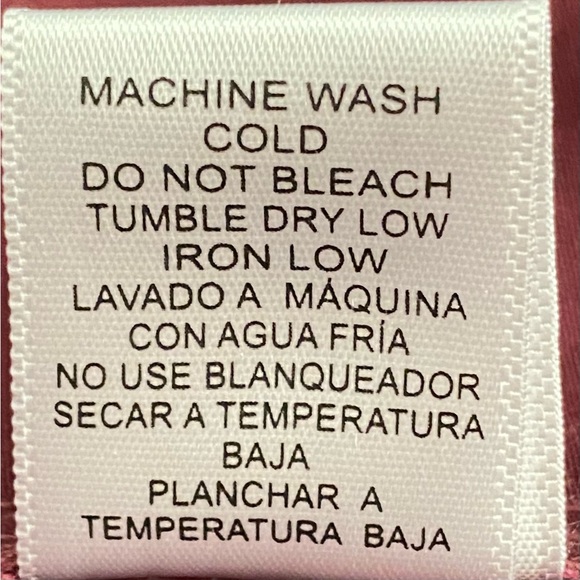 MACHINE WASH
COLD
DO NOT BLEACH
TUMBLE DRY LOW
IRON LOW
LAVADO A MÁQUINA
CON AGUA FRÍA
NO USE BLANQUEADOR
SECAR A TEMPERATURA
BAJA
PLANCHAR A
TEMPERATURA BAJA